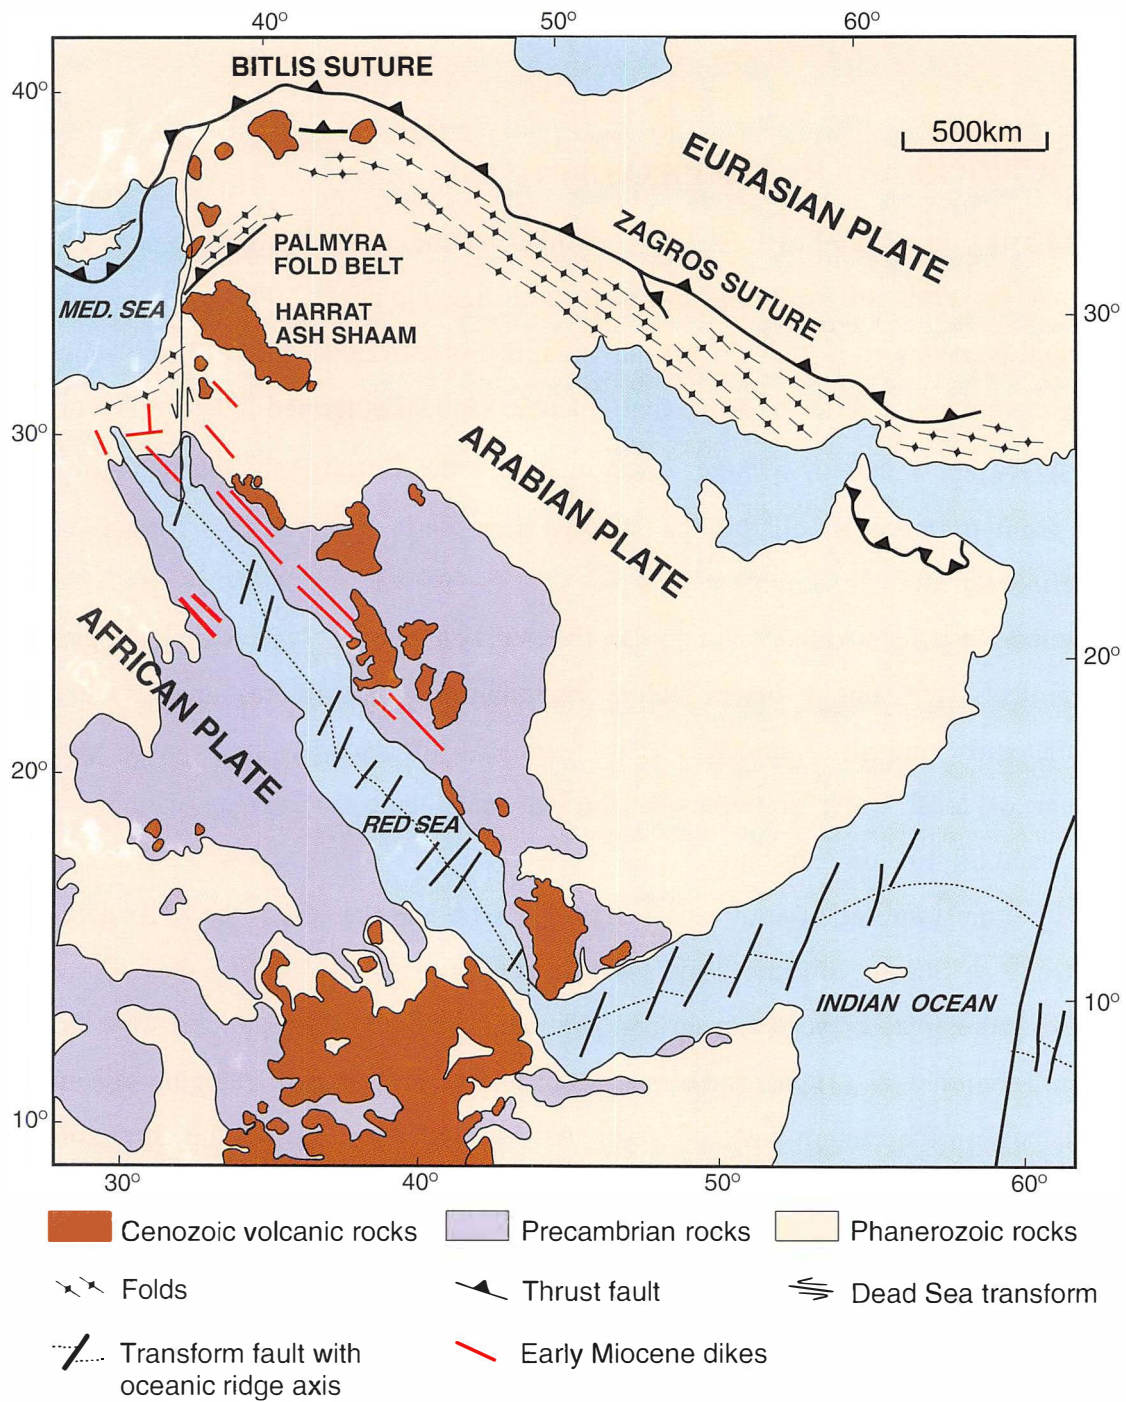 40° 50° 60°
BITLIS SUTURE
40°
500km
EURASIAN PLATE
ZAGROS SUTURE
PALMYRA
FOLD BELT
MED. SEA
HARRAT
ASH SHAAM
30°
30°
ARABIAN PLATE
AFRICAN PLATE
20°
20°
RED SEA
INDIAN OCEAN
10°
10°
30° 40° 50° 60°
Cenozoic volcanic rocks Precambrian rocks Phanerozoic rocks
Folds Thrust fault Dead Sea transform
Transform fault with Early Miocene dikes
oceanic ridge axis